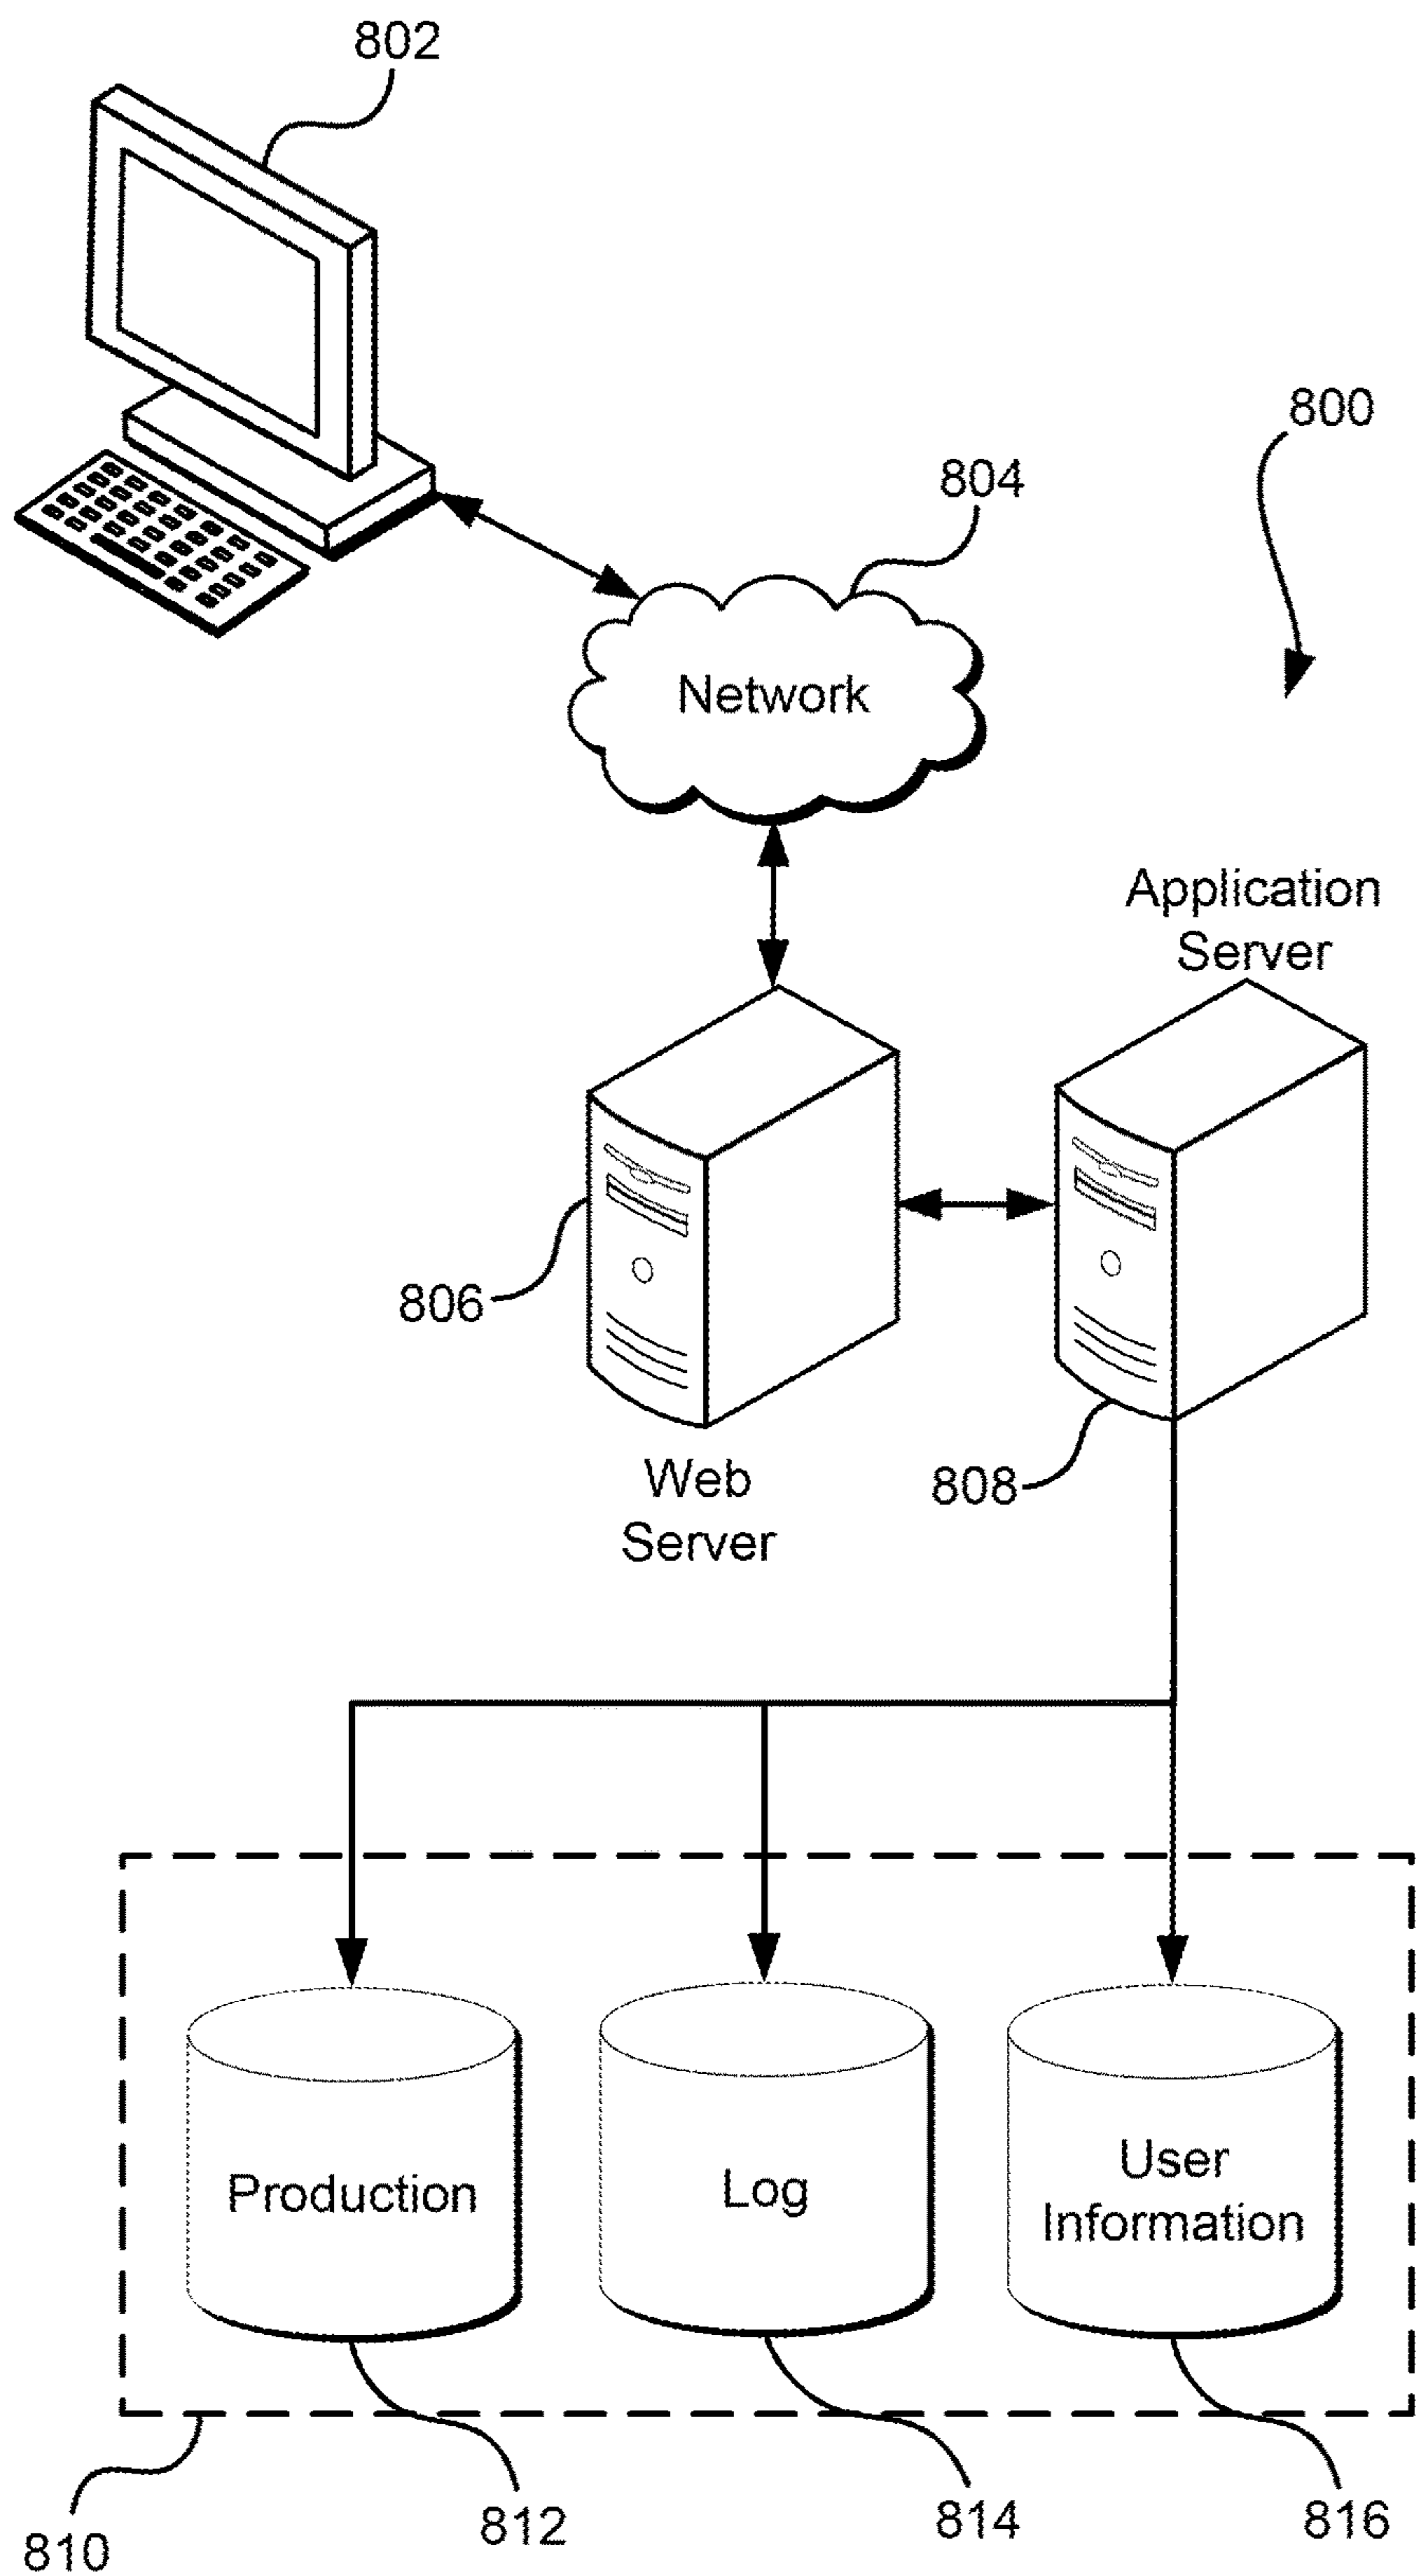 802
800
804
Network
Application
Server
806
808
Web
Server
Production
Log
User
Information
810
812
814
816